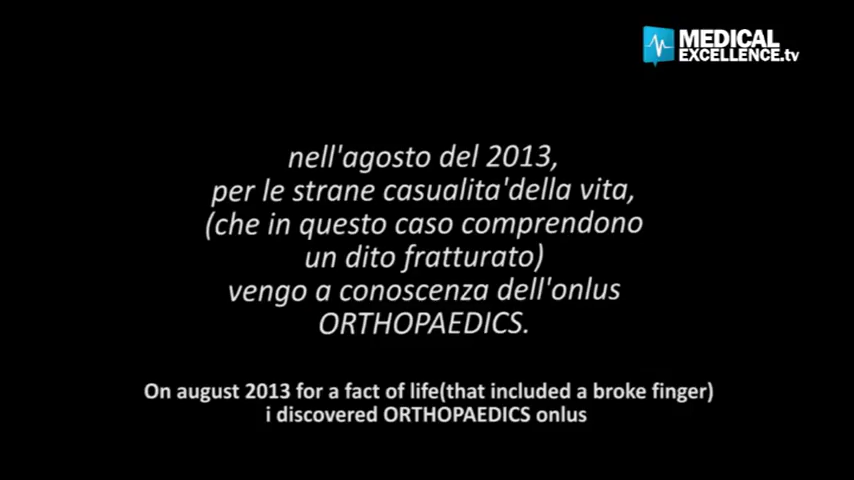 MEDICAL
EXCELLENCE.tv
nell'agosto del 2013,
per le strane casualita'della vita,
(che in questo caso comprendono
un dito fratturato)
vengo a conoscenza dell'onlus
ORTHOPAEDICS.
On august 2013 for a fact of life(that included a broke finger)
i discovered ORTHOPAEDICS onlus